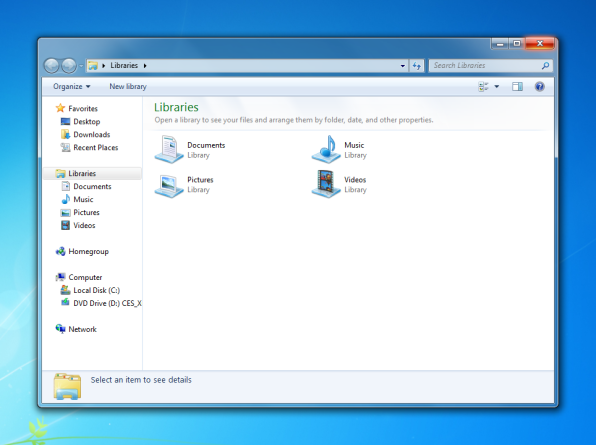 Libraries
Search Libraries
Organize
New library
Favorites
Desktop
Downloads
Recent Places
Libraries
Documents
Music
Pictures
Videos
Homegroup
Computer
Local Disk (C:)
DVD Drive (D:) CES_X
Network
Libraries
Open a library to see your files and arrange them by folder, date, and other properties.
Documents
Library
Music
Library
Pictures
Library
Videos
Library
Select an item to see details